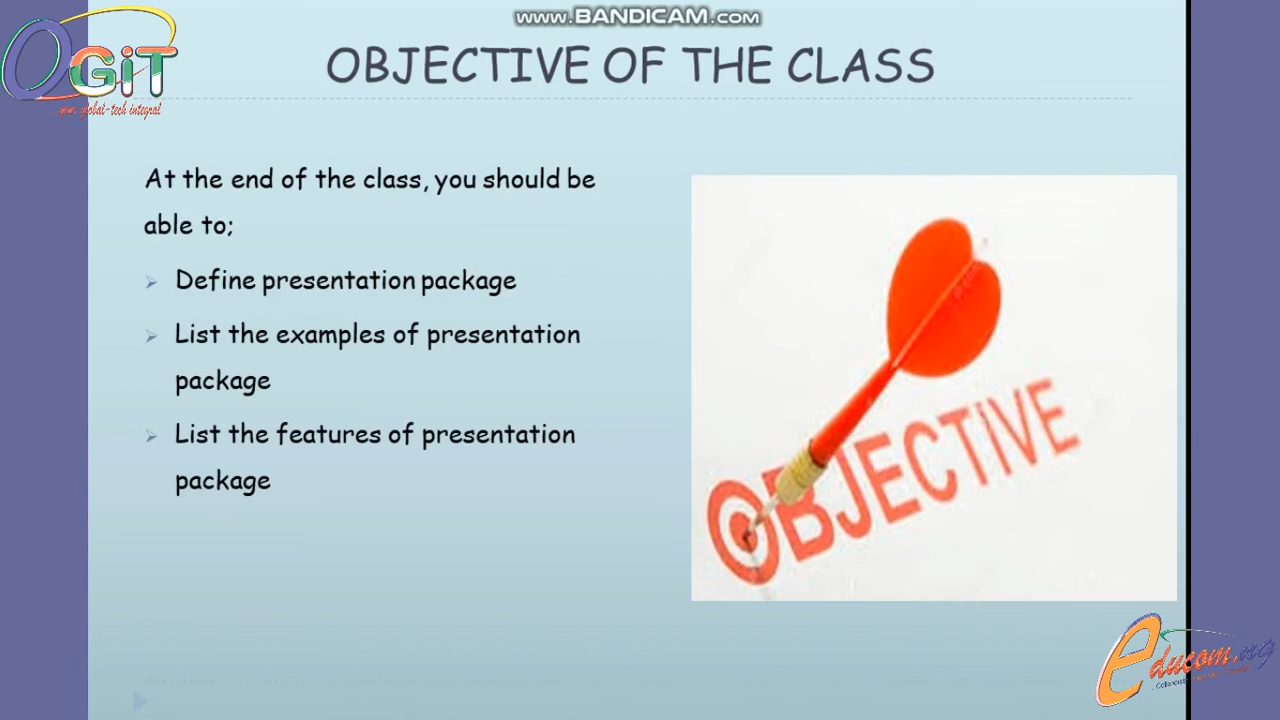 www.BANDICAM.com
OGiT
your global-tech integral
OBJECTIVE OF THE CLASS
At the end of the class, you should be
able to;
Define presentation package
List the examples of presentation
package
List the features of presentation
package
OBJECTIVE
educom.ng